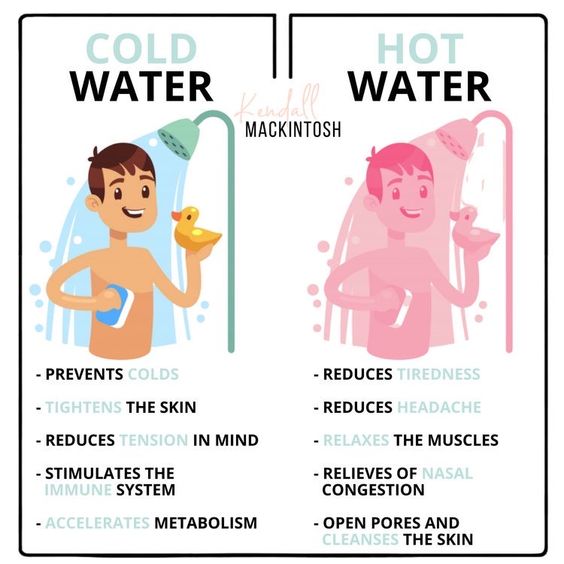 COLD
WATER
HOT
WATER
Kendall
MACKINTOSH
- PREVENTS COLDS
- TIGHTENS THE SKIN
- REDUCES TENSION IN MIND
- STIMULATES THE
IMMUNE SYSTEM
- ACCELERATES METABOLISM
- REDUCES TIREDNESS
- REDUCES HEADACHE
- RELAXES THE MUSCLES
- RELIEVES OF NASAL
CONGESTION
- OPEN PORES AND
CLEANSES THE SKIN